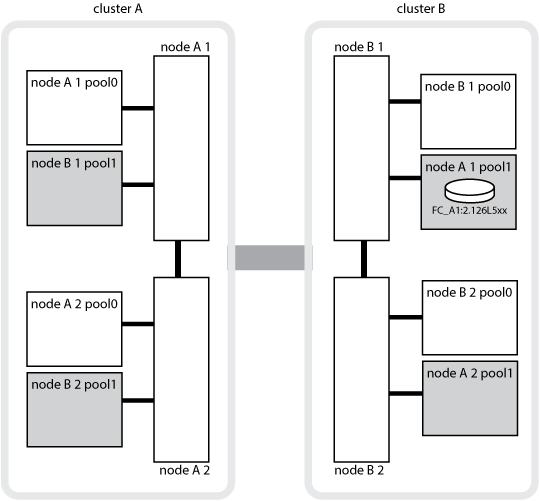 cluster A
cluster B
node A 1
node B 1
node A 1 pool0
node B 1 pool0
node B 1 pool1
node A 1 pool1
FC_A1:2.126L5xx
node A 2 pool0
node B 2 pool0
node B 2 pool1
node A 2 pool1
node A 2
node B 2